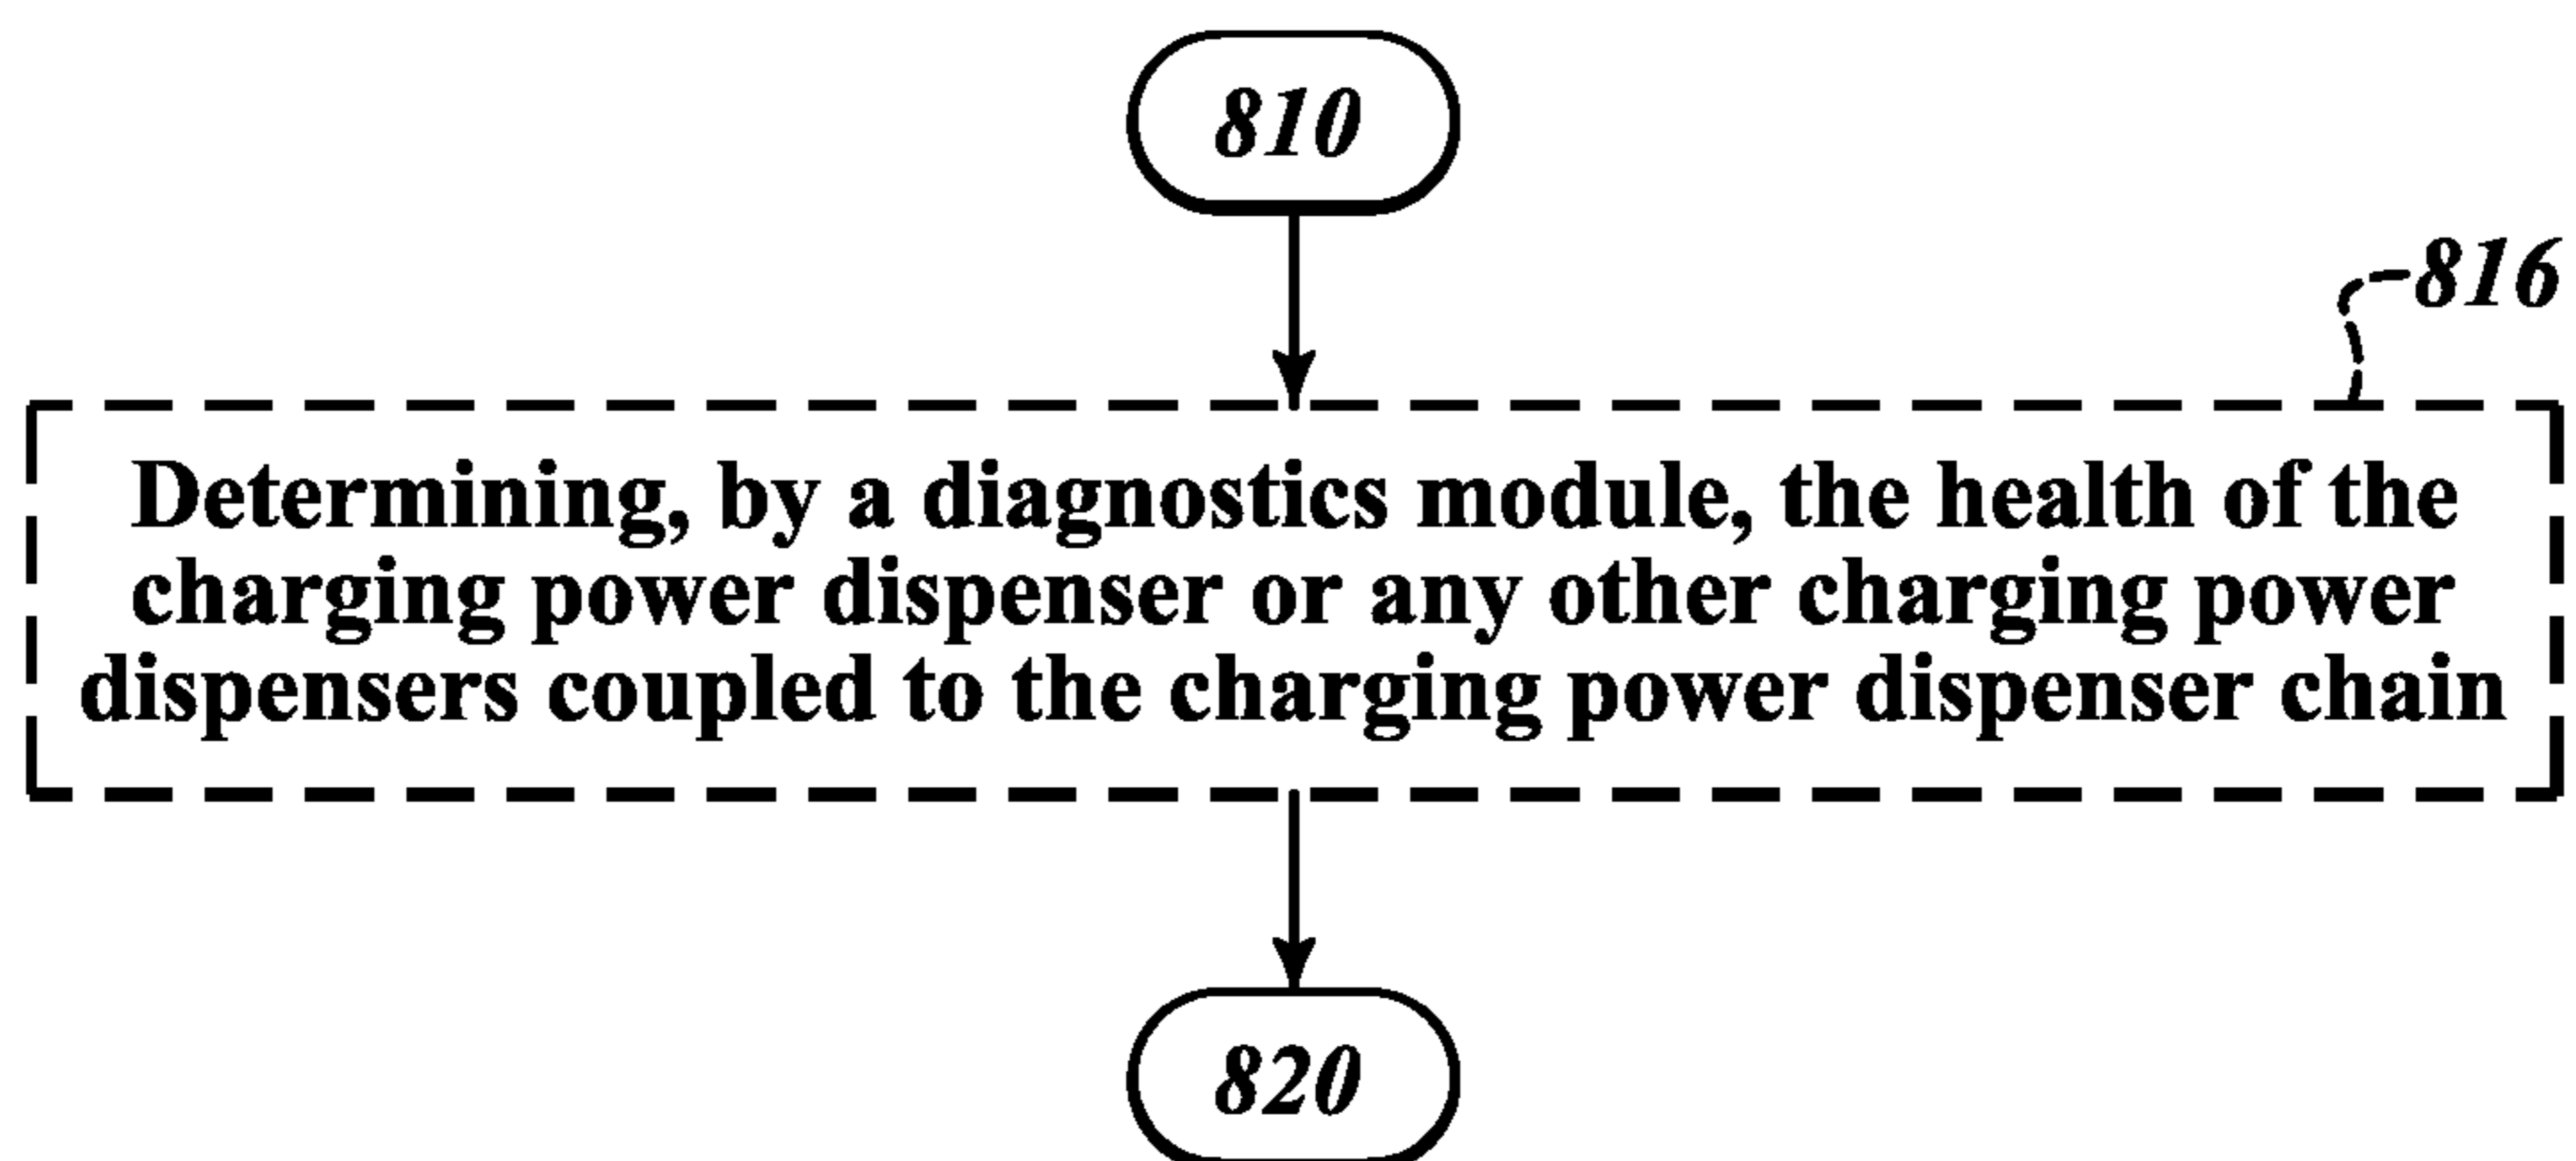 810
816
Determining, by a diagnostics module, the health of the
charging power dispenser or any other charging power
dispensers coupled to the charging power dispenser chain
820